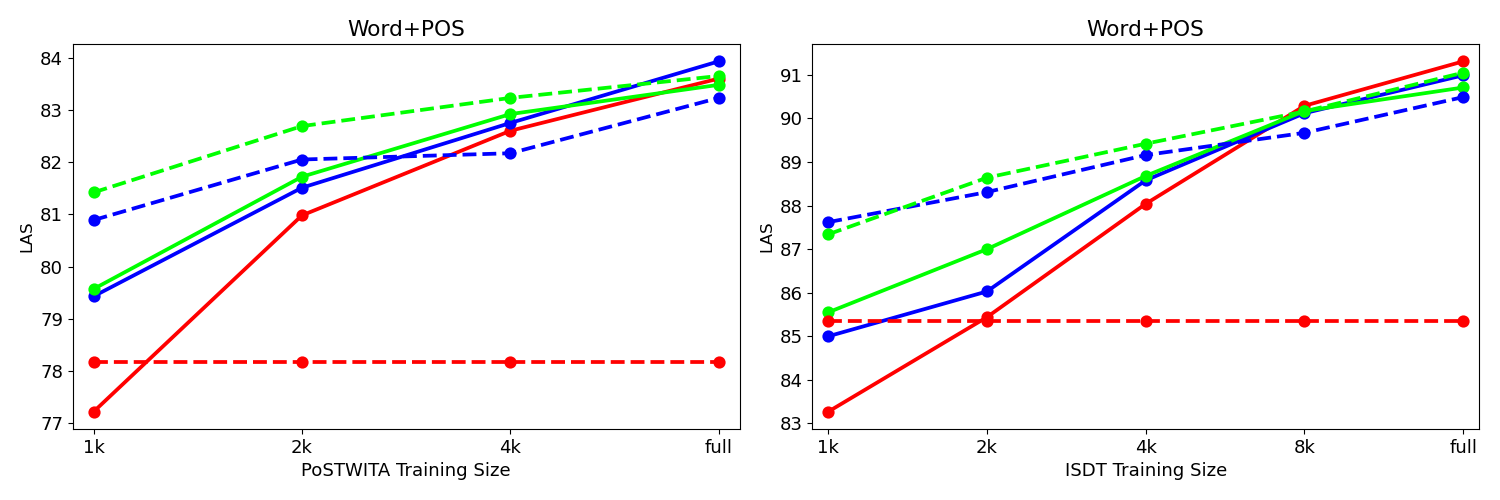 Word+POS
84
83
82
81
80
79
78
77
LAS
1k 2k 4k full
PoSTWITA Training Size
Word+POS
91
90
89
88
87
86
85
84
83
LAS
1k 2k 4k 8k full
ISDT Training Size